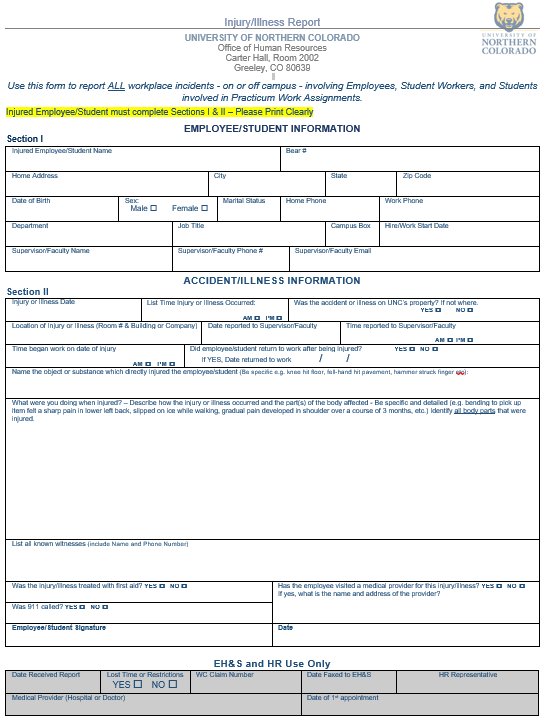 Injury/Illness Report
UNIVERSITY OF
NORTHERN
COLORADO
UNIVERSITY OF NORTHERN COLORADO
Office of Human Resources
Carter Hall, Room 2002
Greeley, CO 80639
Use this form to report ALL workplace incidents - on or off campus - involving Employees, Student Workers, and Students
involved in Practicum Work Assignments.
Injured Employee/Student must complete Sections I & II – Please Print Clearly
EMPLOYEE/STUDENT INFORMATION
Section I
Injured Employee/Student Name Bear #
Home Address City State Zip Code
Date of Birth Sex: Marital Status Home Phone Work Phone
Male ☐ Female ☐
Department Job Title Campus Box Hire/Work Start Date
Supervisor/Faculty Name Supervisor/Faculty Phone # Supervisor/Faculty Email
ACCIDENT/ILLNESS INFORMATION
Section II
Injury or Illness Date List Time Injury or Illness Occurred: Was the accident or illness on UNC's property? If not where.
AM ☐ PM ☐ YES ☐ NO ☐
Location of Injury or Illness (Room # & Building or Company) Date reported to Supervisor/Faculty Time reported to Supervisor/Faculty
AM ☐ PM ☐
Time began work on date of injury Did employee/student return to work after being injured? YES ☐ NO ☐
AM ☐ PM ☐ If YES, Date returned to work / /
Name the object or substance which directly injured the employee/student (Be specific e.g. knee hit floor, fell-hand hit pavement, hammer struck finger etc):
What were you doing when injured? – Describe how the injury or illness occurred and the part(s) of the body affected - Be specific and detailed (e.g. bending to pick up
item felt a sharp pain in lower left back, slipped on ice while walking, gradual pain developed in shoulder over a course of 3 months, etc.) Identify all body parts that were
injured.
List all known witnesses (include Name and Phone Number)
Was the injury/illness treated with first aid? YES ☐ NO ☐ Has the employee visited a medical provider for this injury/illness? YES ☐ NO ☐
If yes, what is the name and address of the provider?
Was 911 called? YES ☐ NO ☐
Employee/Student Signature Date
EH&S and HR Use Only
Date Received Report Lost Time or Restrictions WC Claim Number Date Faxed to EH&S HR Representative
YES ☐ NO ☐
Medical Provider (Hospital or Doctor) Date of 1st appointment